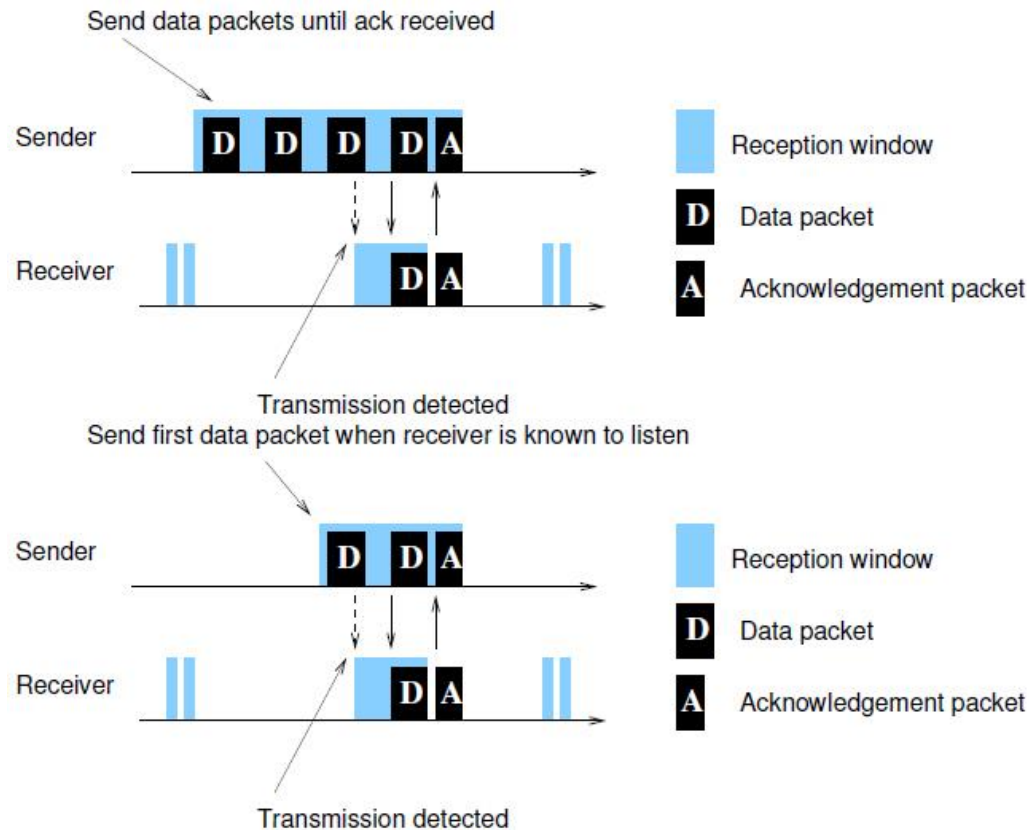 Send data packets until ack received
Sender
D D D D A
Reception window
D Data packet
Receiver
D A
A Acknowledgement packet
Transmission detected
Send first data packet when receiver is known to listen
Sender
D D A
Reception window
D Data packet
Receiver
D A
A Acknowledgement packet
Transmission detected